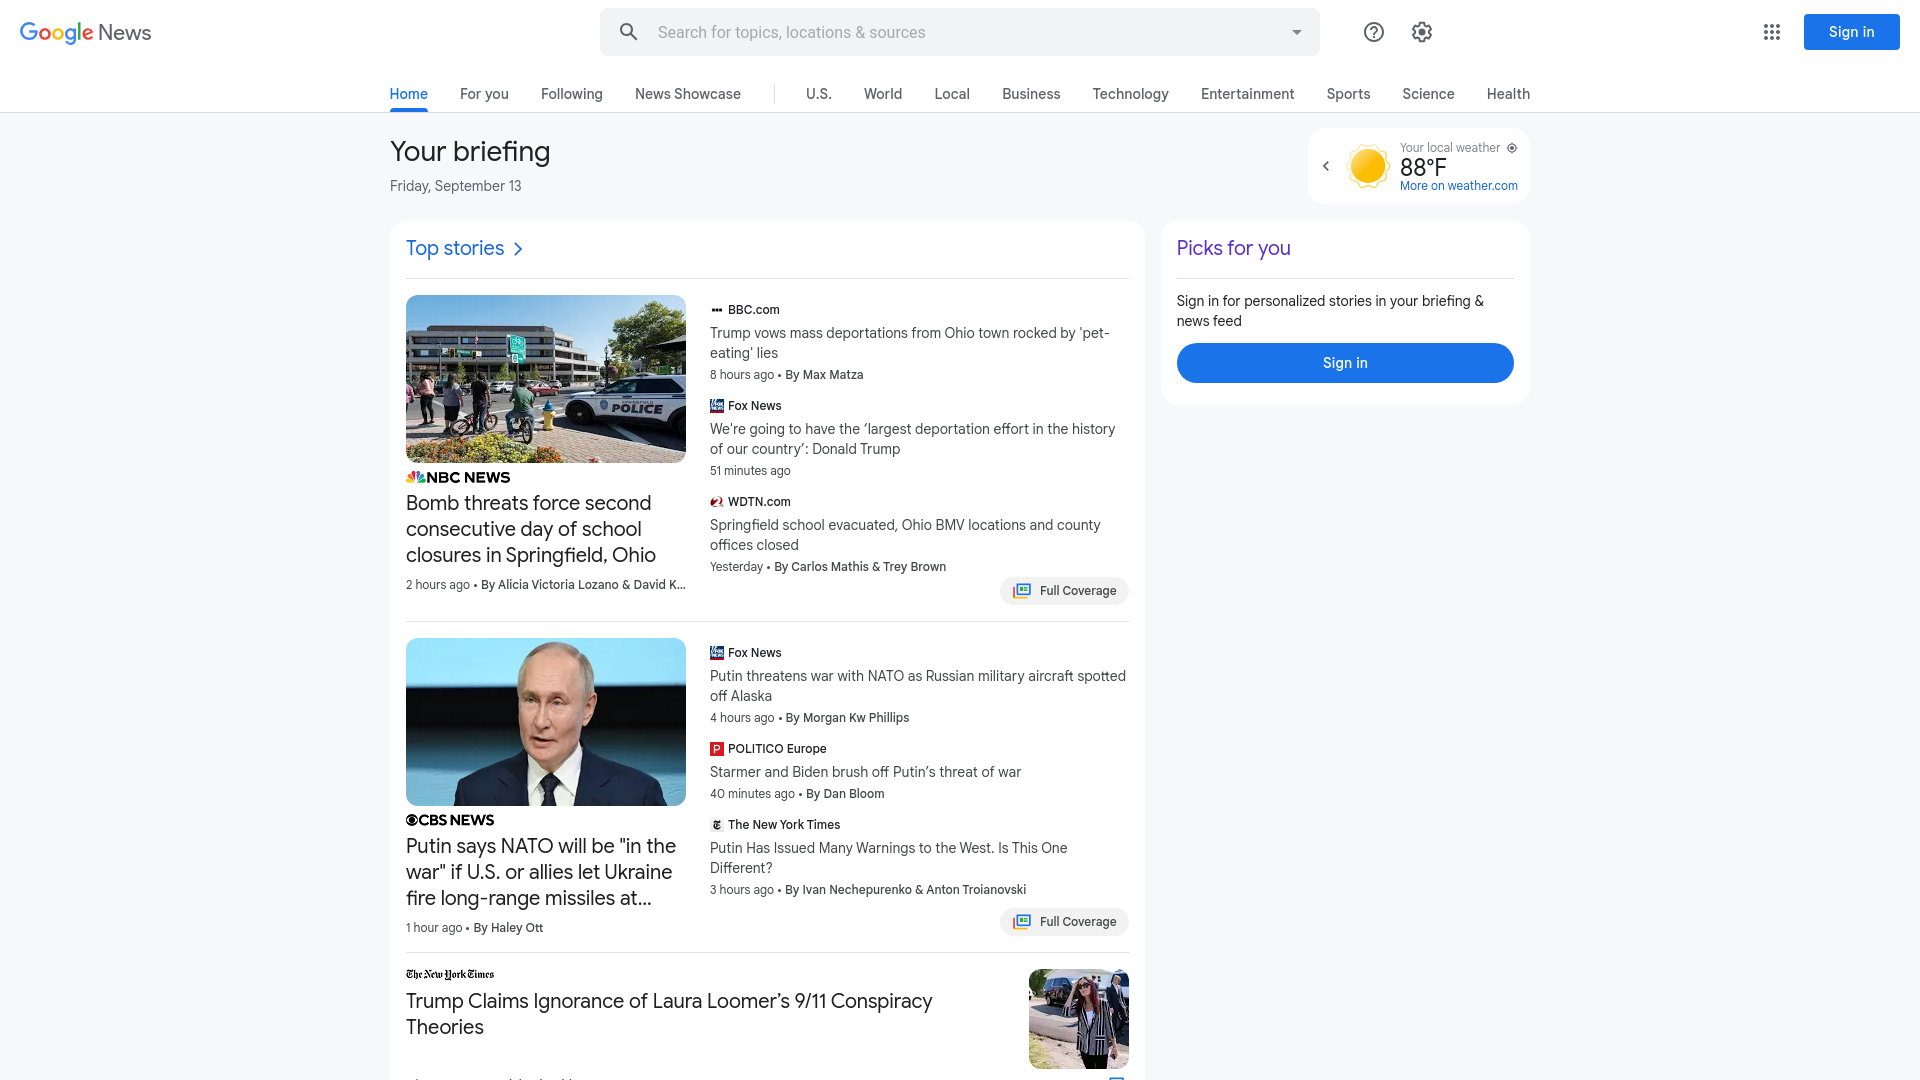 Google News
Search for topics, locations & sources
Sign in
Home
For you
Following
News Showcase
U.S.
World
Local
Business
Technology
Entertainment
Sports
Science
Health
Your briefing
Friday, September 13
Your local weather
88°F
More on weather.com
Top stories
POLICE
NBC NEWS
Bomb threats force second
consecutive day of school
closures in Springfield, Ohio
2 hours ago • By Alicia Victoria Lozano & David K...
BBC.com
Trump vows mass deportations from Ohio town rocked by 'pet-
eating' lies
8 hours ago • By Max Matza
Fox News
We're going to have the ‘largest deportation effort in the history
of our country’: Donald Trump
51 minutes ago
WDTN.com
Springfield school evacuated, Ohio BMV locations and county
offices closed
Yesterday • By Carlos Mathis & Trey Brown
Full Coverage
CBS NEWS
Putin says NATO will be "in the
war" if U.S. or allies let Ukraine
fire long-range missiles at...
1 hour ago • By Haley Ott
Fox News
Putin threatens war with NATO as Russian military aircraft spotted
off Alaska
4 hours ago • By Morgan Kw Phillips
POLITICO Europe
Starmer and Biden brush off Putin’s threat of war
40 minutes ago • By Dan Bloom
The New York Times
Putin Has Issued Many Warnings to the West. Is This One
Different?
3 hours ago • By Ivan Nechepurenko & Anton Troianovski
Full Coverage
The New York Times
Trump Claims Ignorance of Laura Loomer’s 9/11 Conspiracy
Theories
Picks for you
Sign in for personalized stories in your briefing &
news feed
Sign in